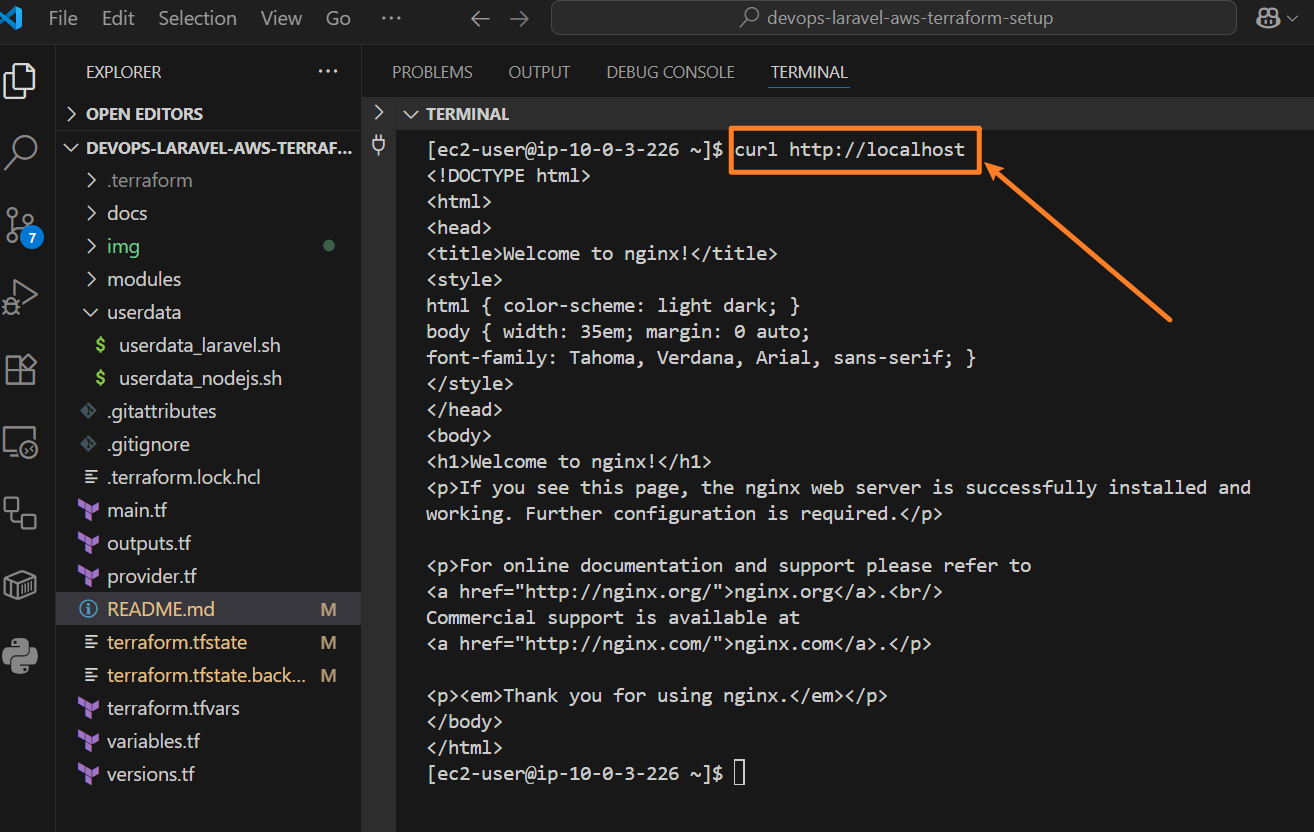 File Edit Selection View Go ···
devops-laravel-aws-terraform-setup
EXPLORER ···
OPEN EDITORS
DEVOPS-LARAVEL-AWS-TERRAF...
.terraform
docs
img
modules
userdata
$ userdata_laravel.sh
$ userdata_nodejs.sh
.gitattributes
.gitignore
.terraform.lock.hcl
main.tf
outputs.tf
provider.tf
README.md M
terraform.tfstate M
terraform.tfstate.back... M
terraform.tfvars
variables.tf
versions.tf
7
PROBLEMS OUTPUT DEBUG CONSOLE TERMINAL
TERMINAL
[ec2-user@ip-10-0-3-226 ~]$ curl http://localhost
<!DOCTYPE html>
<html>
<head>
<title>Welcome to nginx!</title>
<style>
html { color-scheme: light dark; }
body { width: 35em; margin: 0 auto;
font-family: Tahoma, Verdana, Arial, sans-serif; }
</style>
</head>
<body>
<h1>Welcome to nginx!</h1>
<p>If you see this page, the nginx web server is successfully installed and
working. Further configuration is required.</p>
<p>For online documentation and support please refer to
<a href="http://nginx.org/">nginx.org</a>.<br/>
Commercial support is available at
<a href="http://nginx.com/">nginx.com</a>.</p>
<p><em>Thank you for using nginx.</em></p>
</body>
</html>
[ec2-user@ip-10-0-3-226 ~]$